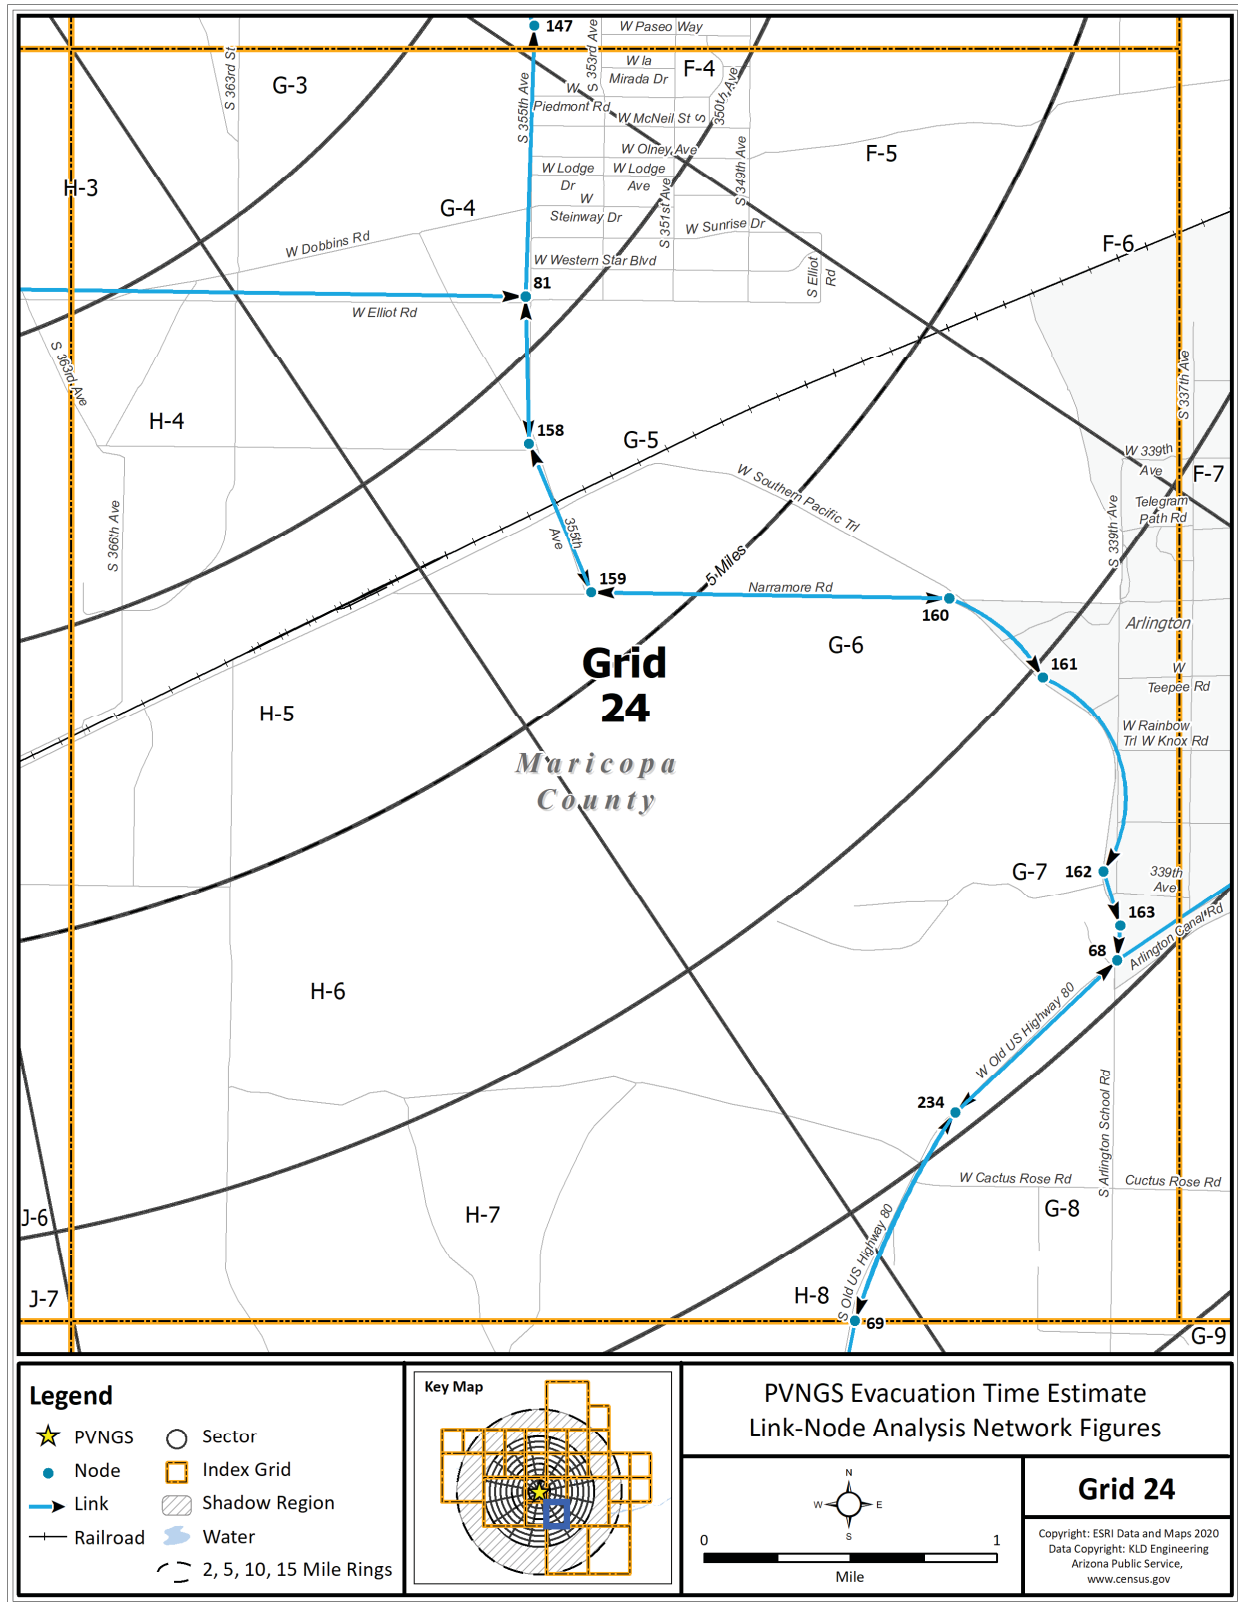 147
W Paseo Way
S 353rd Ave
F-4
W la
Mirada Dr
S 363rd St
G-3
W
Piedmont Rd
S 355th Ave
S 350th Ave
W McNeil St
W Olney Ave
F-5
S 349th Ave
W Lodge
Dr
W Lodge
Ave
H-3
W
Steinway Dr
S 351st Ave
G-4
W Sunrise Dr
W Dobbins Rd
F-6
W Western Star Blvd
S Elliot
Rd
81
W Elliot Rd
S 363rd Ave
S 337th Ave
H-4
158
G-5
W 339th
Ave
F-7
W Southern Pacific Trl
Telegram
Path Rd
S 366th Ave
355th
Ave
S 339th Ave
5 Miles
159
Narramore Rd
160
Arlington
G-6
Grid
24
161
W
Teepee Rd
H-5
W Rainbow
Trl W Knox Rd
Maricopa
County
G-7
162
339th
Ave
163
Arlington Canal Rd
68
H-6
W Old US Highway 80
234
S Arlington School Rd
W Cactus Rose Rd
Cuctus Rose Rd
J-6
H-7
G-8
S Old US Highway 80
J-7
H-8
69
G-9
Legend
PVNGS
Sector
Node
Index Grid
Link
Shadow Region
Railroad
Water
2, 5, 10, 15 Mile Rings
Key Map
PVNGS Evacuation Time Estimate
Link-Node Analysis Network Figures
N
W
E
S
0
1
Mile
Grid 24
Copyright: ESRI Data and Maps 2020
Data Copyright: KLD Engineering
Arizona Public Service,
www.census.gov